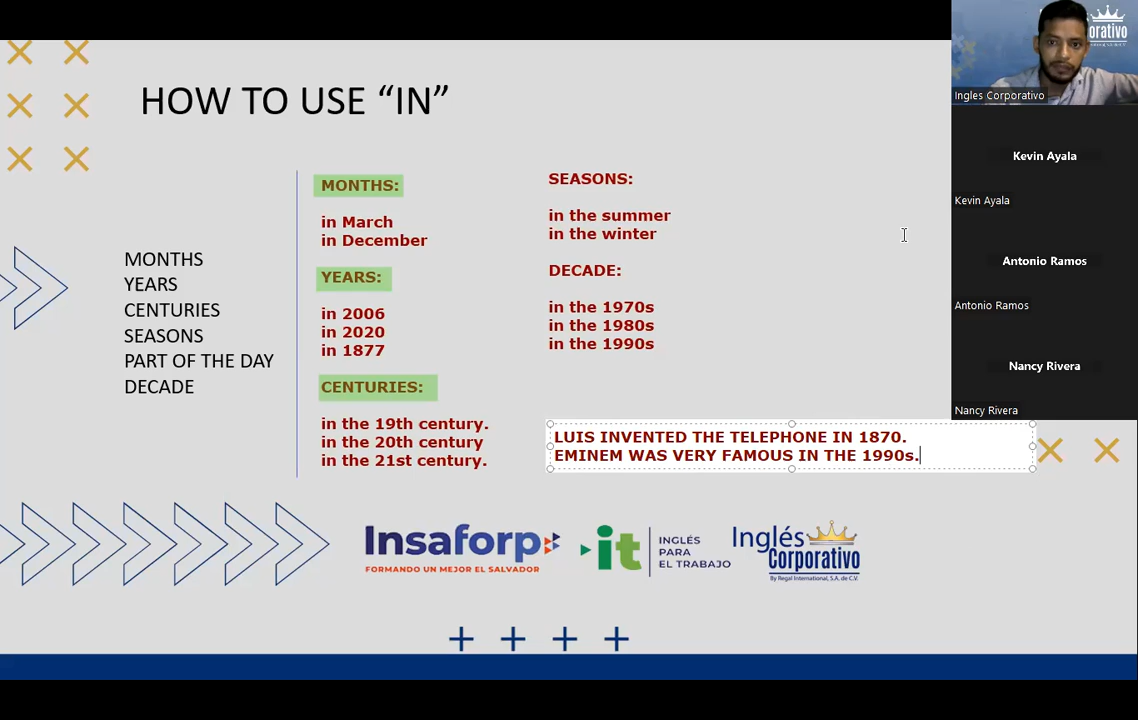 HOW TO USE “IN”
MONTHS
YEARS
CENTURIES
SEASONS
PART OF THE DAY
DECADE
MONTHS:
in March
in December
YEARS:
in 2006
in 2020
in 1877
CENTURIES:
in the 19th century.
in the 20th century
in the 21st century.
SEASONS:
in the summer
in the winter
DECADE:
in the 1970s
in the 1980s
in the 1990s
LUIS INVENTED THE TELEPHONE IN 1870.
EMINEM WAS VERY FAMOUS IN THE 1990s.
Insaforp
FORMANDO UN MEJOR EL SALVADOR
it
INGLÉS
PARA
EL TRABAJO
Inglés
Corporativo
By Regal International, S.A. de C.V.
orativo
Ingles Corporativo
Kevin Ayala
Kevin Ayala
Antonio Ramos
Antonio Ramos
Nancy Rivera
Nancy Rivera